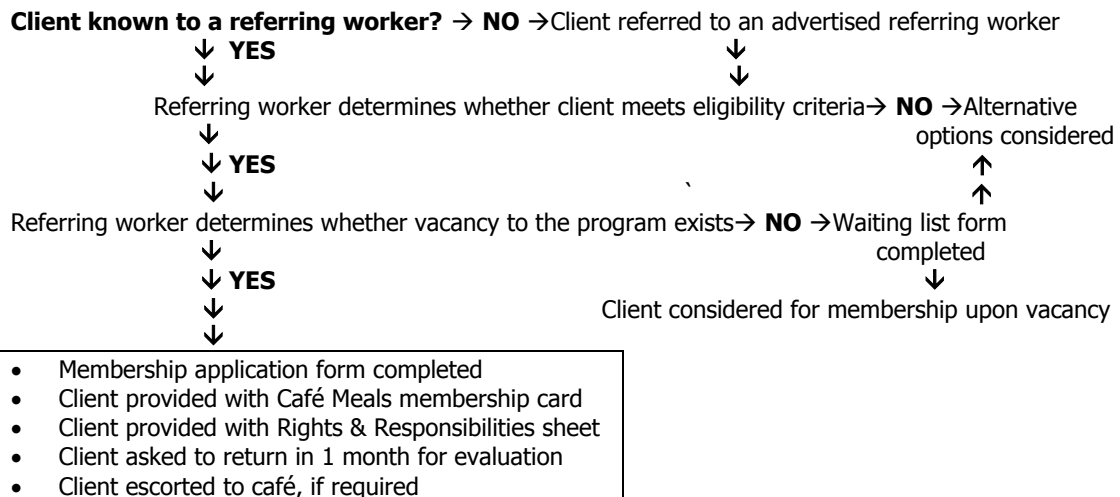 Client known to a referring worker? → NO →Client referred to an advertised referring worker
↓ YES ↓
↓ ↓
Referring worker determines whether client meets eligibility criteria→ NO →Alternative
↓ options considered
↓ YES ↑
↓ ` ↑
Referring worker determines whether vacancy to the program exists→ NO →Waiting list form
↓ completed
↓ YES ↓
↓ Client considered for membership upon vacancy
↓
• Membership application form completed
• Client provided with Café Meals membership card
• Client provided with Rights & Responsibilities sheet
• Client asked to return in 1 month for evaluation
• Client escorted to café, if required